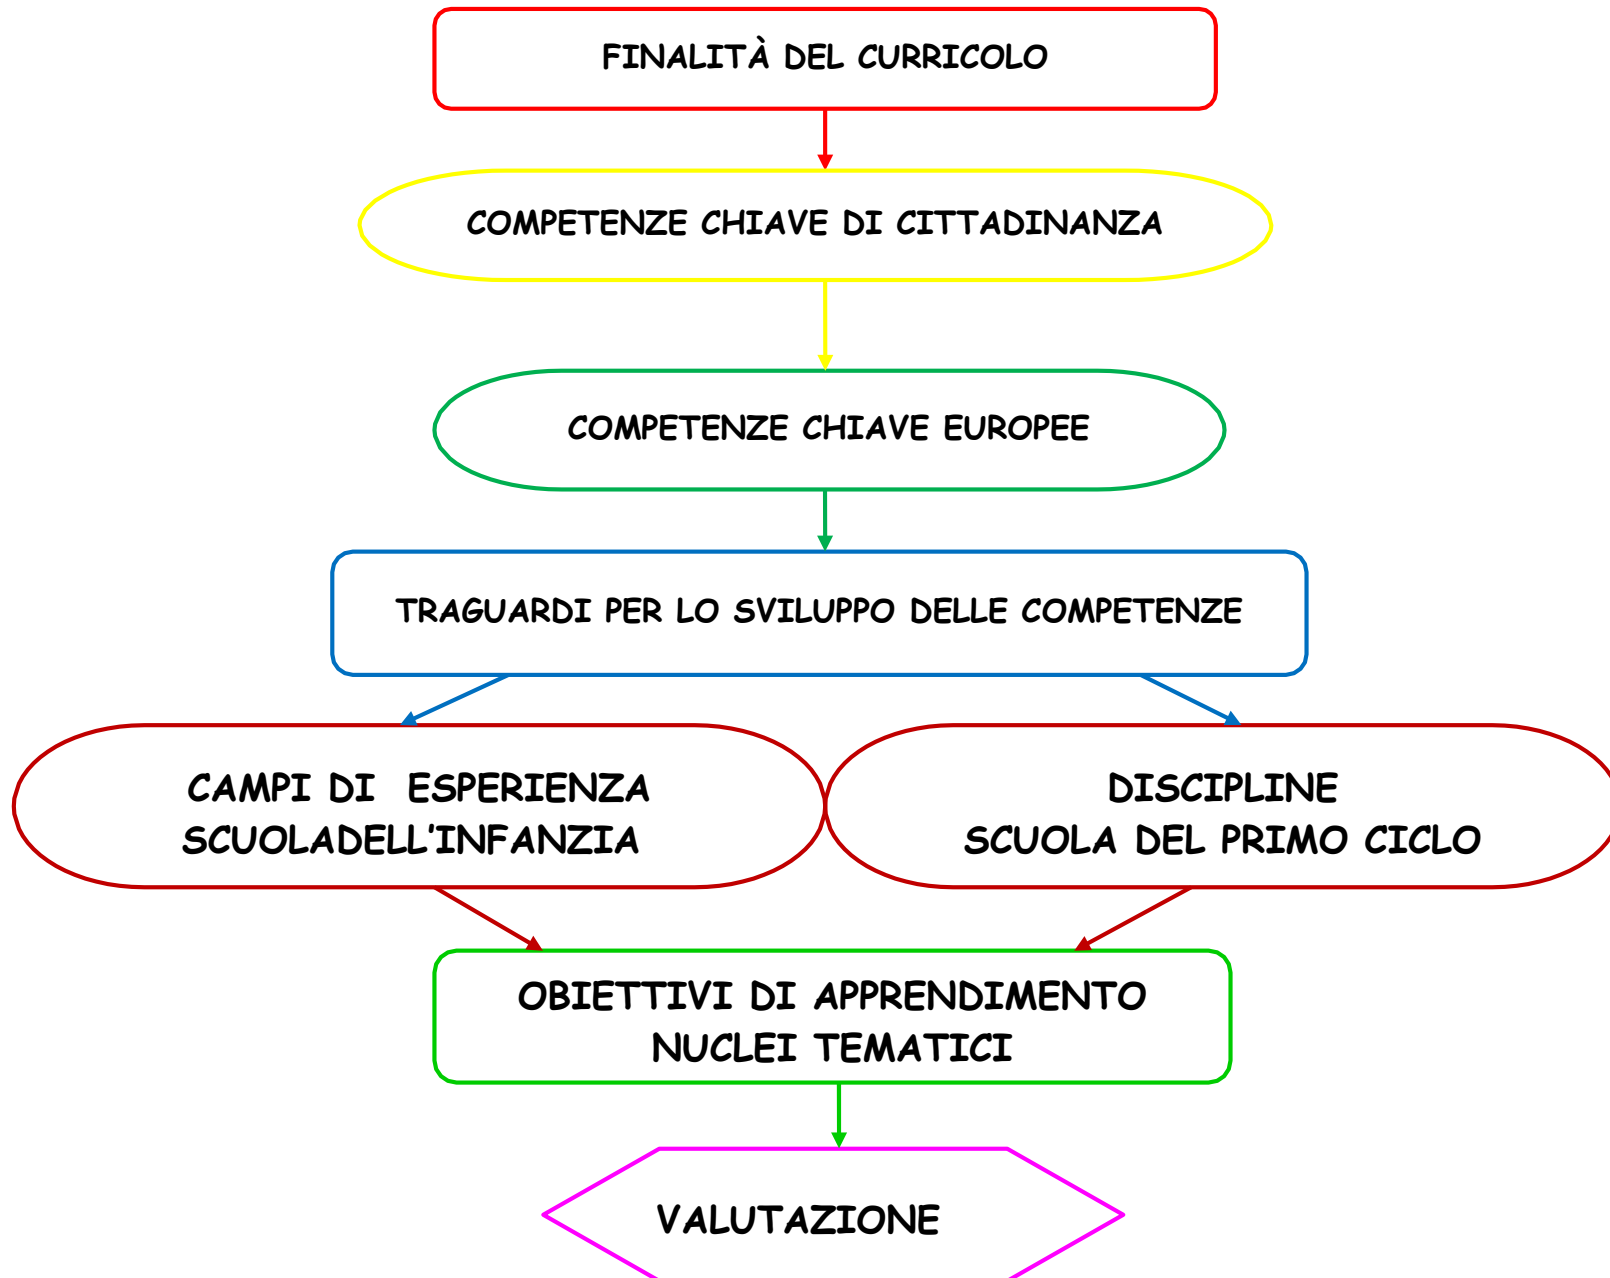 FINALITÀ DEL CURRICOLO
COMPETENZE CHIAVE DI CITTADINANZA
COMPETENZE CHIAVE EUROPEE
TRAGUARDI PER LO SVILUPPO DELLE COMPETENZE
CAMPI DI  ESPERIENZA
SCUOLADELL'INFANZIA
DISCIPLINE
SCUOLA DEL PRIMO CICLO
OBIETTIVI DI APPRENDIMENTO
NUCLEI TEMATICI
VALUTAZIONE